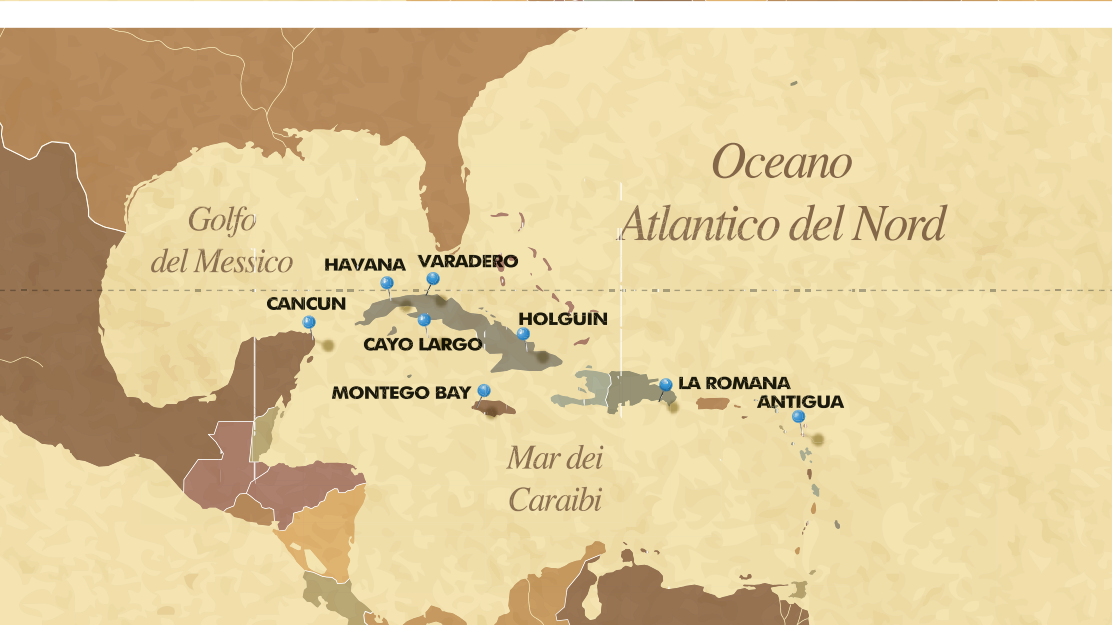 Oceano
Atlantico del Nord
Golfo
del Messico
HAVANA
VARADERO
CANCUN
HOLGUIN
CAYO LARGO
MONTEGO BAY
LA ROMANA
ANTIGUA
Mar dei
Caraibi